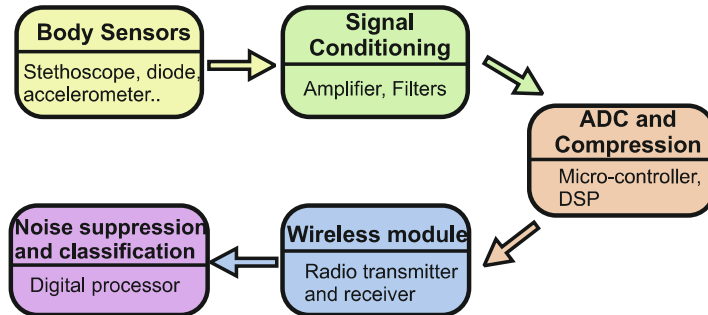 Body Sensors
Stethoscope, diode,
accelerometer..
Signal
Conditioning
Amplifier, Filters
ADC and
Compression
Micro-controller,
DSP
Wireless module
Radio transmitter
and receiver
Noise suppression
and classification
Digital processor